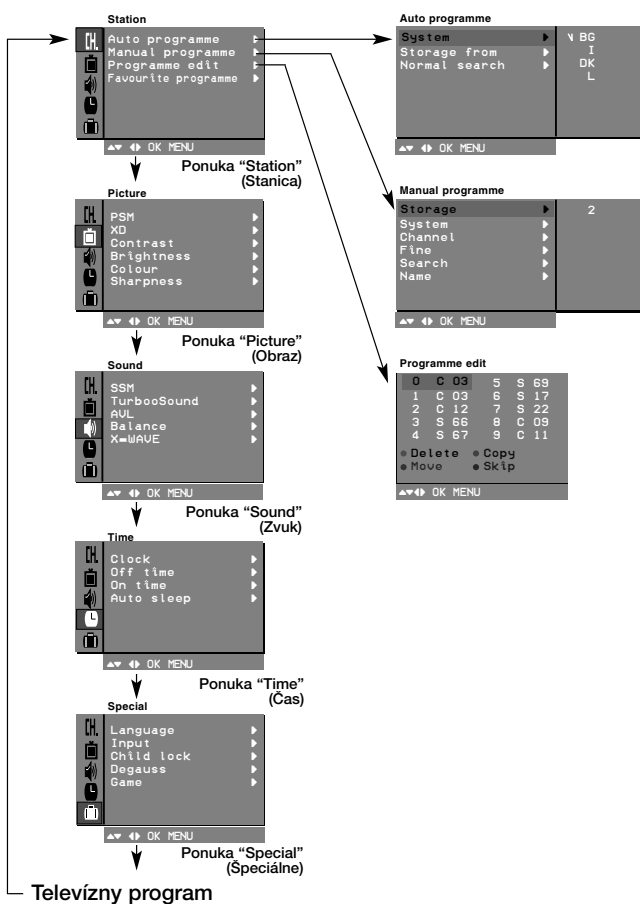 Station
CH.
Auto programme
Manual programme
Programme edit
Favourite programme
OK MENU
Ponuka “Station”
(Stanica)
Picture
CH.
PSM
XD
Contrast
Brightness
Colour
Sharpness
OK MENU
Ponuka “Picture”
(Obraz)
Sound
CH.
SSM
TurbooSound
AVL
Balance
X=WAVE
OK MENU
Ponuka “Sound”
(Zvuk)
Time
CH.
Clock
Off time
On time
Auto sleep
OK MENU
Ponuka “Time”
(Čas)
Special
CH.
Language
Input
Child lock
Degauss
Game
OK MENU
Ponuka “Special”
(Špeciálne)
Televízny program
Auto programme
System BG
Storage from I
Normal search DK
L
OK MENU
Manual programme
Storage 2
System
Channel
Fine
Search
Name
OK MENU
Programme edit
0 C 03 5 S 69
1 C 03 6 S 17
2 C 12 7 S 22
3 S 66 8 C 09
4 S 67 9 C 11
Delete Copy
Move Skip
OK MENU